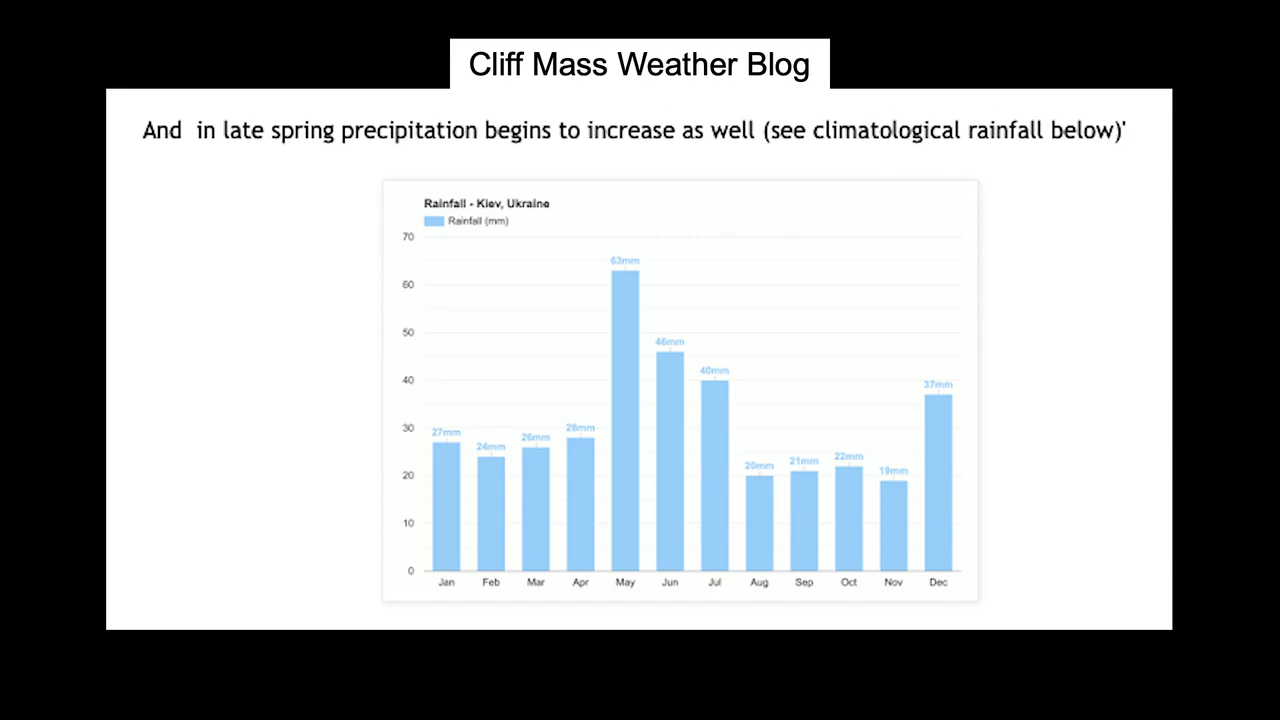 Cliff Mass Weather Blog
And in late spring precipitation begins to increase as well (see climatological rainfall below)'
Rainfall - Kiev, Ukraine
Rainfall (mm)
70
60
50
40
30
20
10
0
27mm
24mm
26mm
28mm
63mm
46mm
40mm
20mm
21mm
22mm
19mm
37mm
Jan Feb Mar Apr May Jun Jul Aug Sep Oct Nov Dec